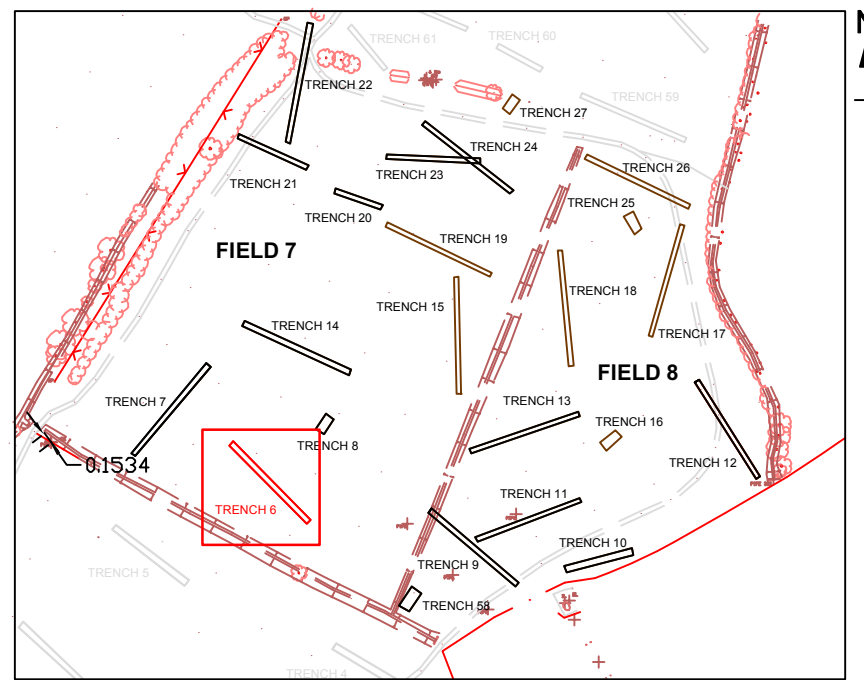 N
TRENCH 61
TRENCH 60
TRENCH 22
TRENCH 59
TRENCH 27
TRENCH 24
TRENCH 23
TRENCH 26
TRENCH 21
TRENCH 25
TRENCH 20
TRENCH 19
FIELD 7
TRENCH 18
TRENCH 15
TRENCH 14
TRENCH 17
FIELD 8
TRENCH 7
TRENCH 13
TRENCH 16
TRENCH 8
TRENCH 12
0.1534
TRENCH 11
TRENCH 6
TRENCH 10
TRENCH 9
TRENCH 5
TRENCH 58
TRENCH 4